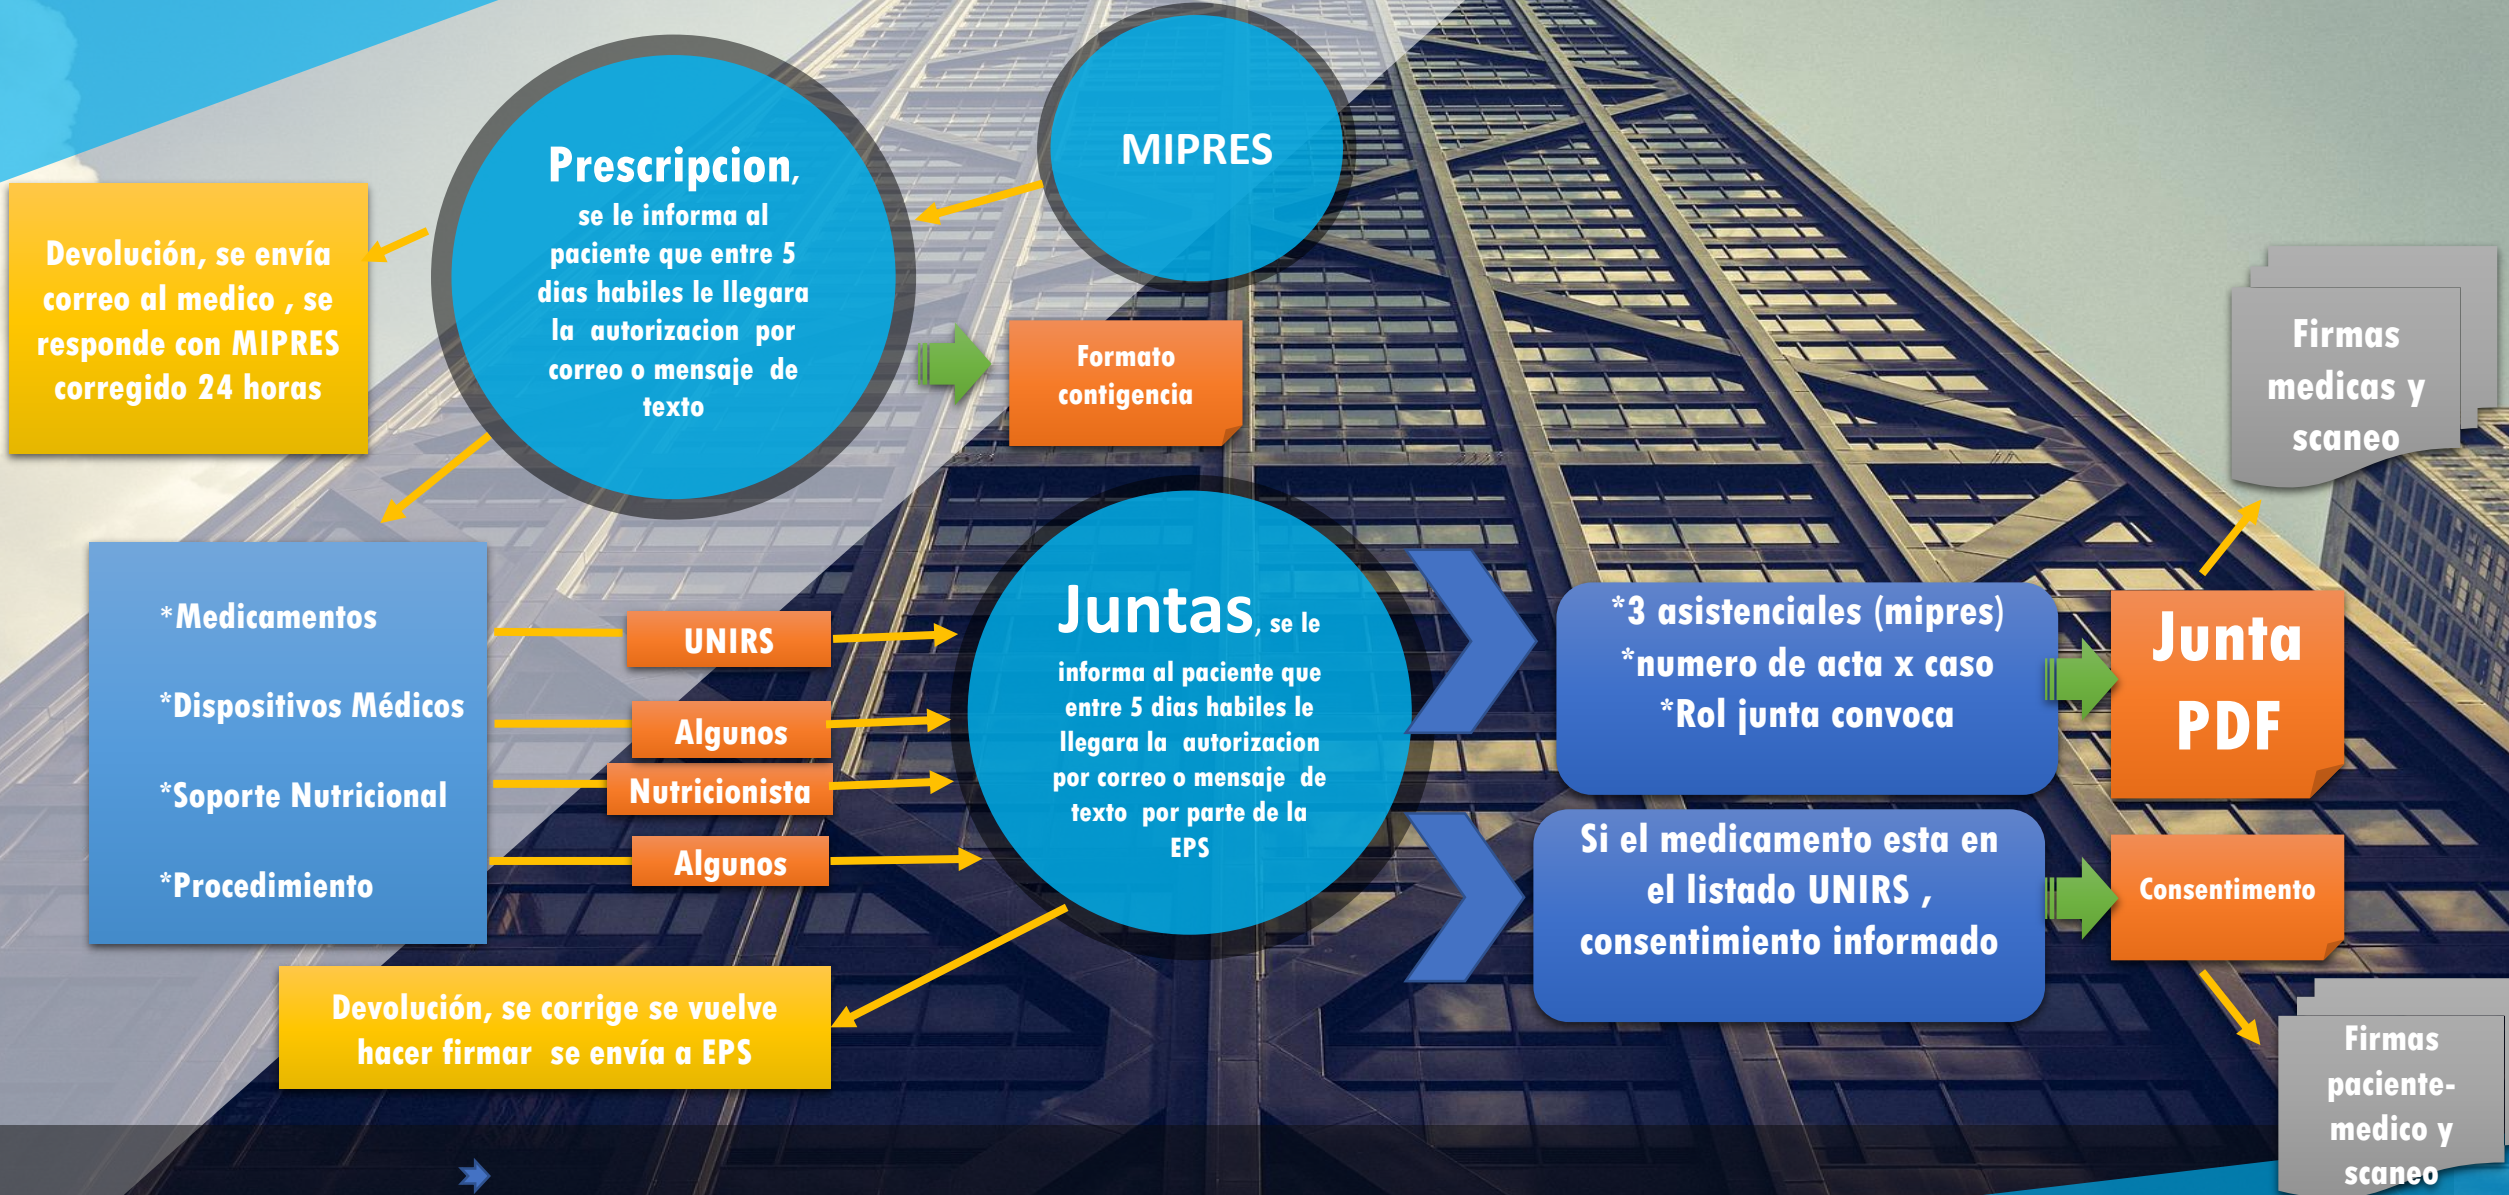 MIPRES
Prescripcion,
se le informa al
paciente que entre 5
dias habiles le llegara
la autorizacion por
correo o mensaje de
texto
Devolución, se envía
correo al medico , se
responde con MIPRES
corregido 24 horas
Formato
contigencia
Firmas
medicas y
scaneo
*Medicamentos
*Dispositivos Médicos
*Soporte Nutricional
*Procedimiento
UNIRS
Algunos
Nutricionista
Algunos
Juntas, se le
informa al paciente que
entre 5 dias habiles le
llegara la autorizacion
por correo o mensaje de
texto por parte de la
EPS
*3 asistenciales (mipres)
*numero de acta x caso
*Rol junta convoca
Junta
PDF
Si el medicamento esta en
el listado UNIRS ,
consentimiento informado
Consentimento
Devolución, se corrige se vuelve
hacer firmar se envía a EPS
Firmas
paciente-
medico y
scaneo